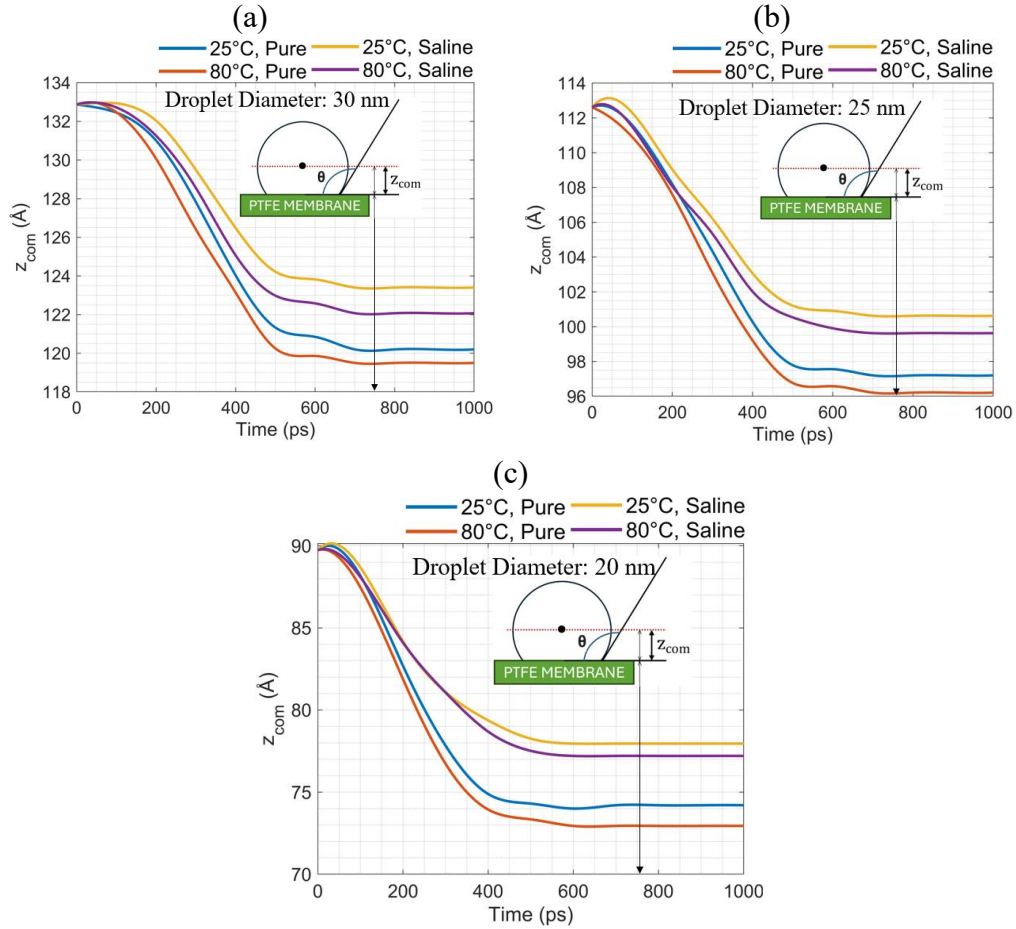 (a)
25°C, Pure
25°C, Saline
80°C, Pure
80°C, Saline
134
132
130
128
126
124
122
120
118
z_com (Å)
Droplet Diameter: 30 nm
θ
z_com
PTFE MEMBRANE
0
200
400
600
800
1000
Time (ps)
(b)
25°C, Pure
25°C, Saline
80°C, Pure
80°C, Saline
114
112
110
108
106
104
102
100
98
96
z_com (Å)
Droplet Diameter: 25 nm
θ
z_com
PTFE MEMBRANE
0
200
400
600
800
1000
Time (ps)
(c)
25°C, Pure
25°C, Saline
80°C, Pure
80°C, Saline
90
85
80
75
70
z_com (Å)
Droplet Diameter: 20 nm
θ
z_com
PTFE MEMBRANE
0
200
400
600
800
1000
Time (ps)